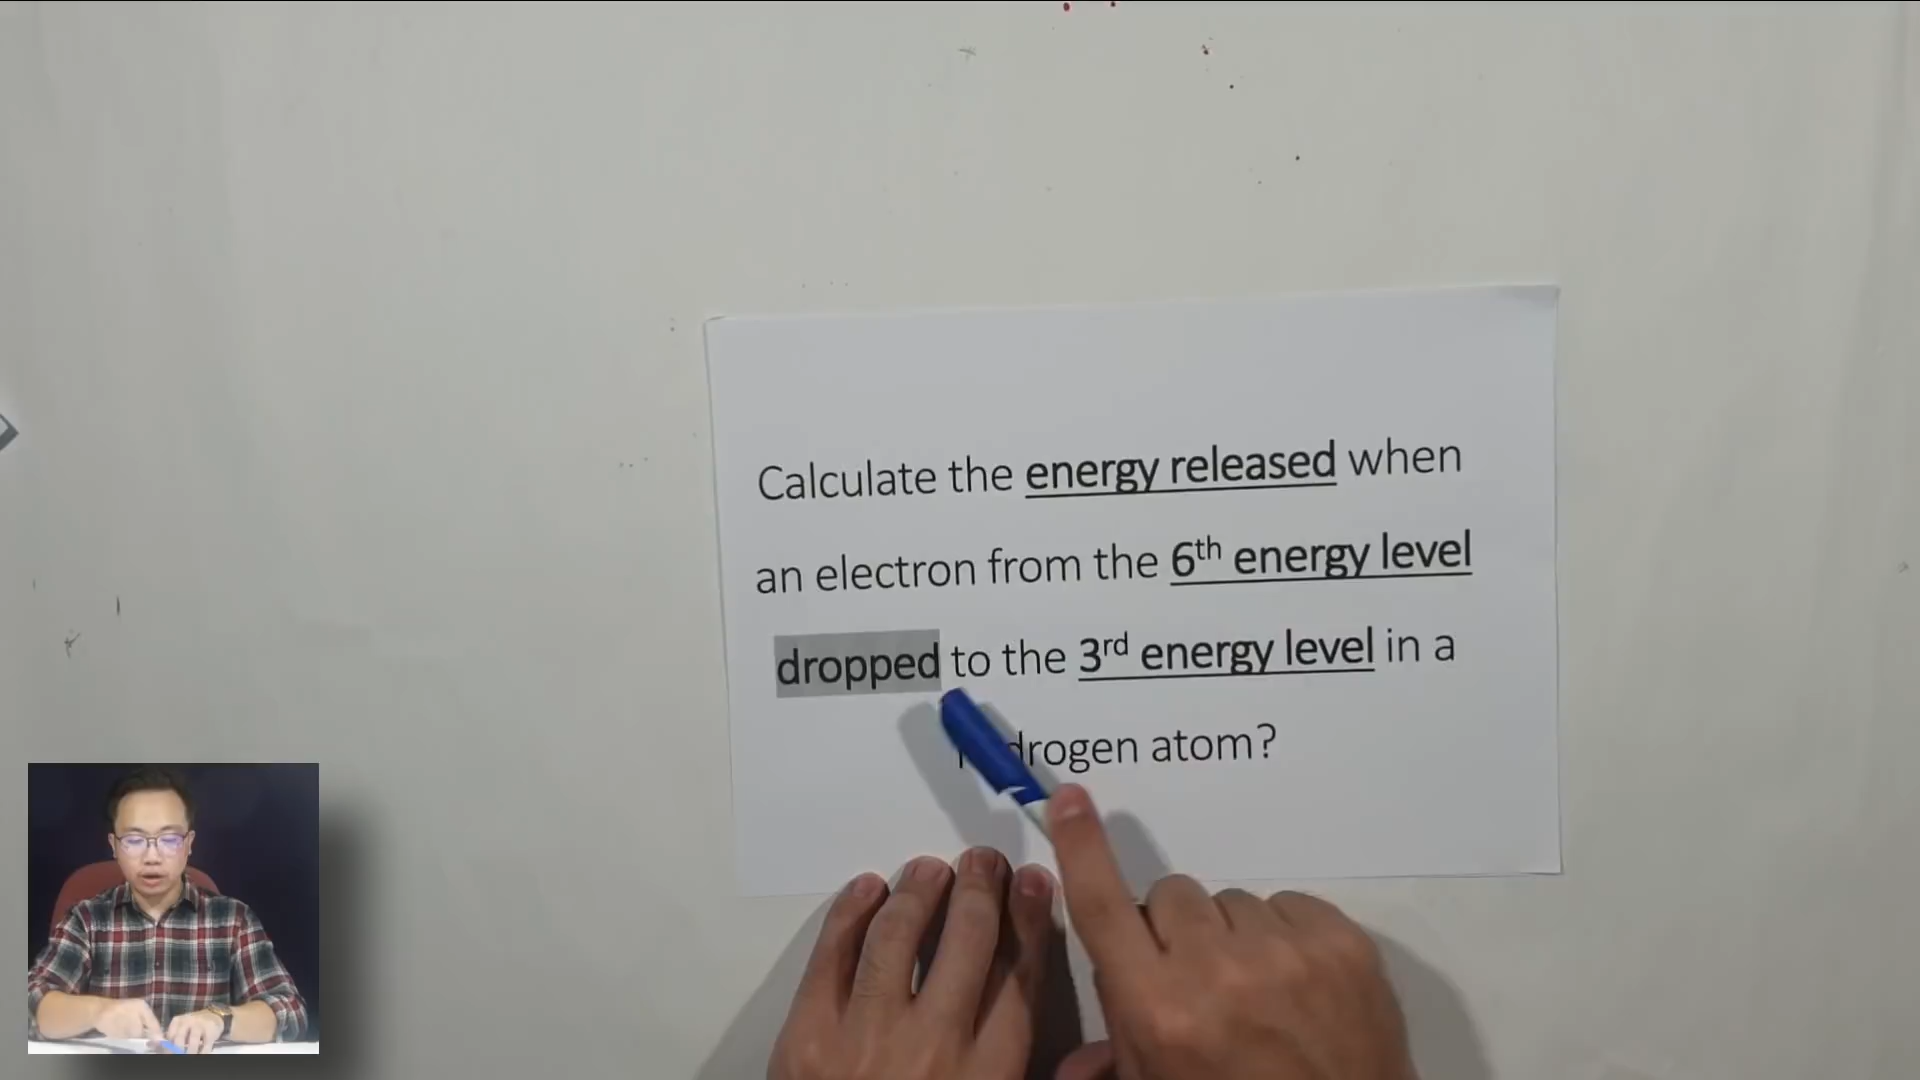 Calculate the energy released when
an electron from the 6th energy level
dropped to the 3rd energy level in a
atom?